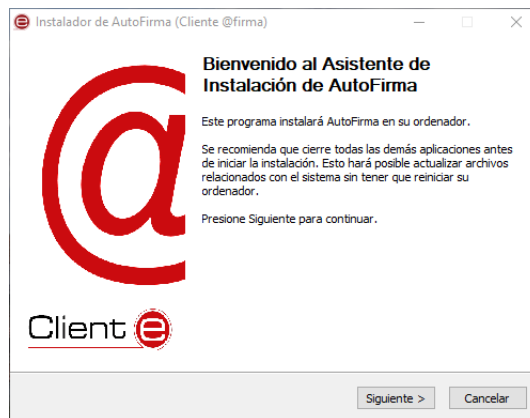 Instalador de AutoFirma (Cliente @firma)
Bienvenido al Asistente de
Instalación de AutoFirma
Este programa instalará AutoFirma en su ordenador.
Se recomienda que cierre todas las demás aplicaciones antes
de iniciar la instalación. Esto hará posible actualizar archivos
relacionados con el sistema sin tener que reiniciar su
ordenador.
Presione Siguiente para continuar.
@
Client e
Siguiente >
Cancelar